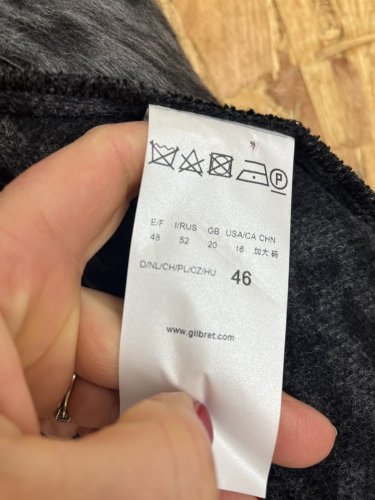 P
E/F I/RUS GB USA/CA CHN
48 52 20 16 加大
D/NL/CH/PL/CZ/HU 46
www.gilbret.com